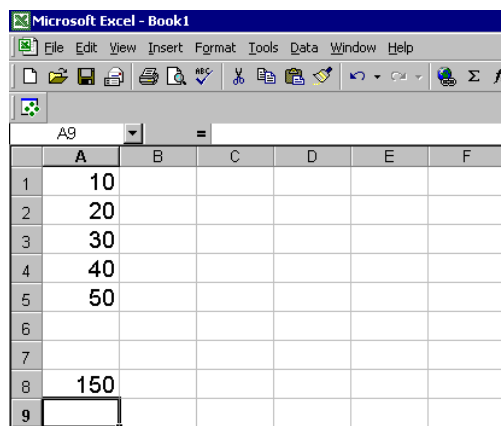 Microsoft Excel - Book1
File Edit View Insert Format Tools Data Window Help
ABC Σ f
A9 =
A B C D E F
1 10
2 20
3 30
4 40
5 50
6
7
8 150
9